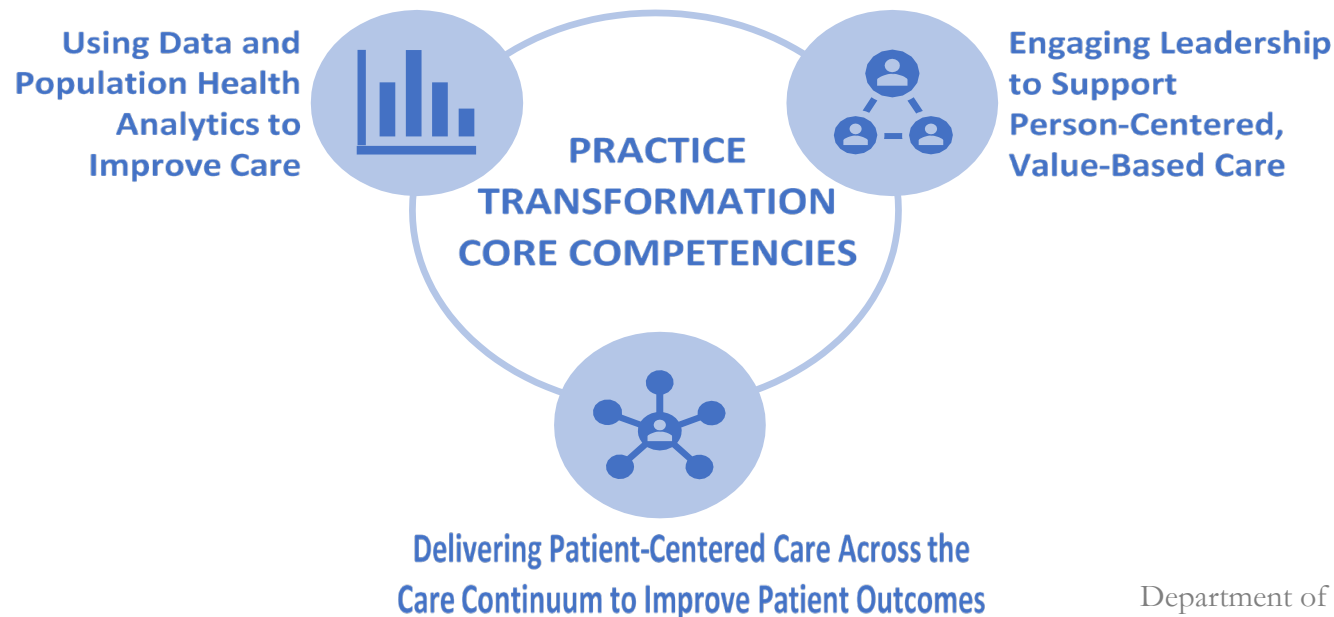 Using Data and
Population Health
Analytics to
Improve Care
PRACTICE
TRANSFORMATION
CORE COMPETENCIES
Engaging Leadership
to Support
Person-Centered,
Value-Based Care
Delivering Patient-Centered Care Across the
Care Continuum to Improve Patient Outcomes
Department of